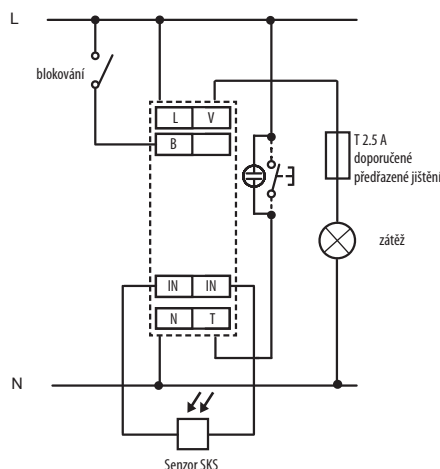 L
blokování
L V
B
T 2.5 A
doporučené
předřazené jištění
zátěž
IN IN
N T
N
Senzor SKS